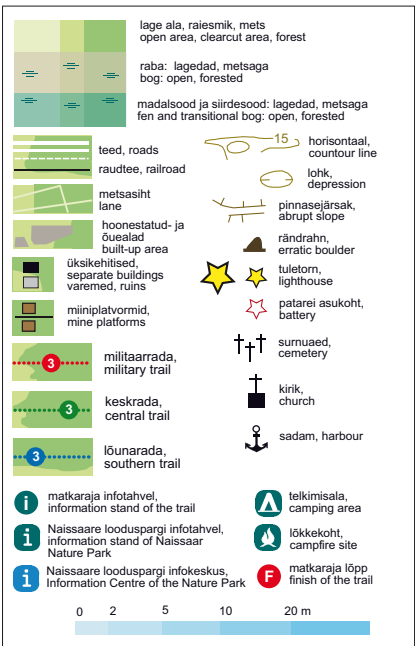 lage ala, raiesmik, mets
open area, clearcut area, forest
raba: lagedad, metsaga
bog: open, forested
madalsood ja siirdesood: lagedad, metsaga
fen and transitional bog: open, forested
teed, roads
raudtee, railroad
metsasiht
lane
hoonestatud- ja
õuealad
built-up area
üksikehitised,
separate buildings
varemed, ruins
miiniplatvormid,
mine platforms
3
militaarrada,
military trail
3
keskrada,
central trail
3
lõunarada,
southern trail
15
horisontaal,
countour line
lohk,
depression
pinnasejärsak,
abrupt slope
rändrahn,
erratic boulder
tuletorn,
lighthouse
patarei asukoht,
battery
surnuaed,
cemetery
kirik,
church
sadam, harbour
i
matkaraja infotahvel,
information stand of the trail
i
Naissaare looduspargi infotahvel,
information stand of Naissaar
Nature Park
i
Naissaare looduspargi infokeskus,
Information Centre of the Nature Park
telkimisala,
camping area
lõkkekoht,
campfire site
F
matkaraja lõpp
finish of the trail
0 2 5 10 20 m